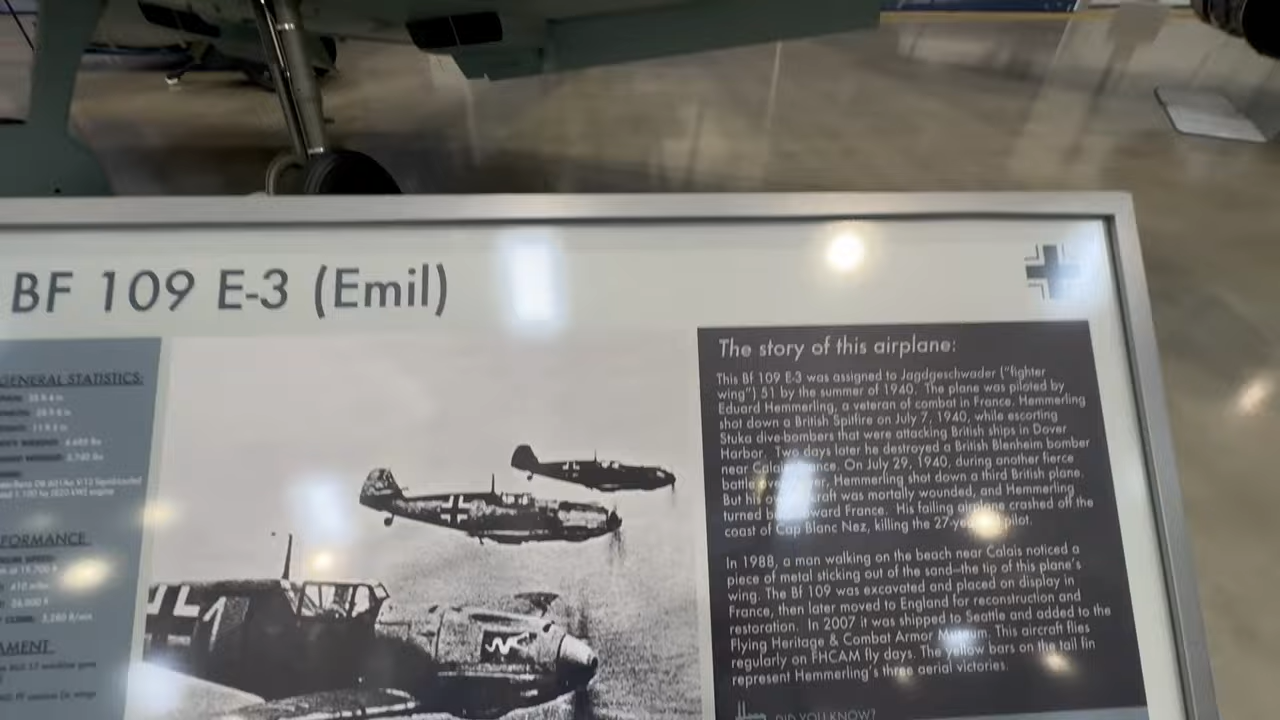 BF 109 E-3 (Emil)
GENERAL STATISTICS:
The story of this airplane:
This Bf 109 E-3 was assigned to Jagdgeschwader ("fighter
wing") 51 by the summer of 1940. The plane was piloted by
Eduard Hemmerling, a veteran of combat in France. Hemmerling
shot down a British Spitfire on July 7, 1940, while escorting
Stuka dive-bombers that were attacking British ships in Dover
Harbor. Two days later he destroyed a British Blenheim bomber
near Calais, France. On July 29, 1940, during another fierce
battle over, Hemmerling shot down a third British plane.
But his own aircraft was mortally wounded, and Hemmerling
turned toward France. His failing airplane crashed off the
coast of Cap Blanc Nez, killing the 27-year pilot.
In 1988, a man walking on the beach near Calais noticed a
piece of metal sticking out of the sand—the tip of this plane's
wing. The Bf 109 was excavated and placed on display in
France, then later moved to England for reconstruction and
restoration. In 2007 it was shipped to Seattle and added to the
Flying Heritage & Combat Armor Museum. This aircraft flies
regularly on FHCAM fly days. The yellow bars on the tail fin
represent Hemmerling's three aerial victories.
DID YOU KNOW?